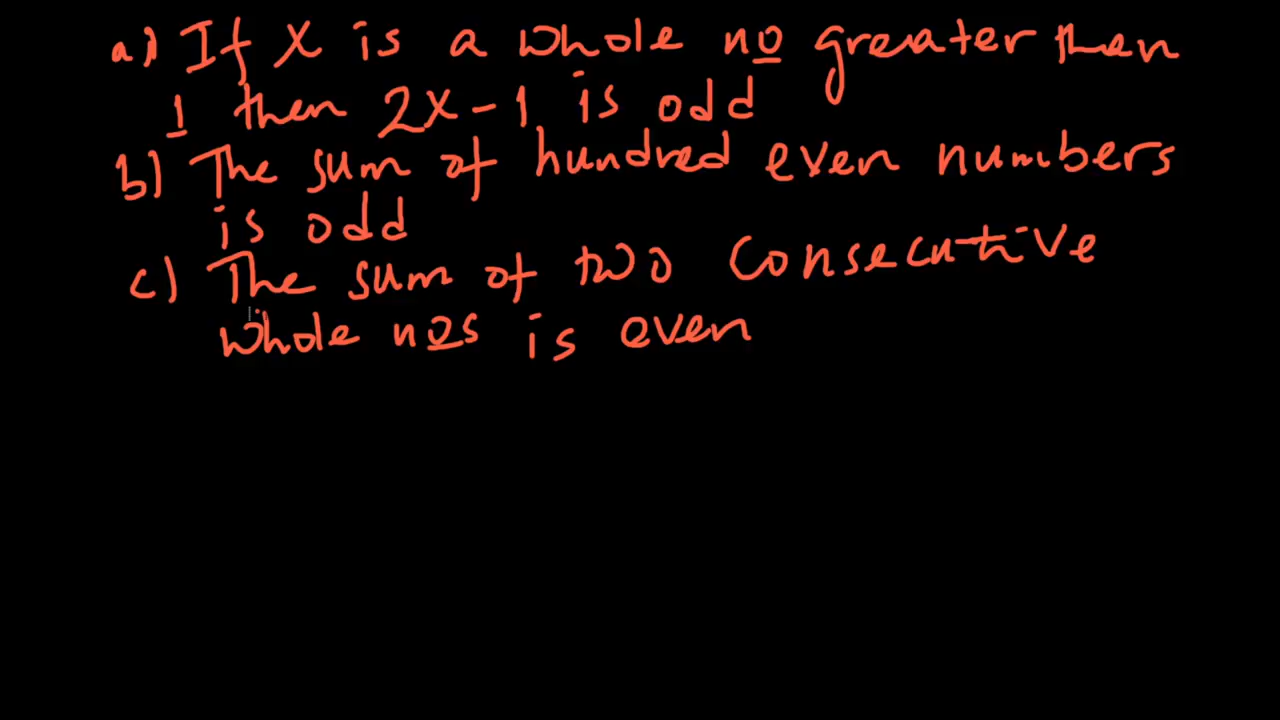 a) If X is a whole no greater then
1 then 2X - 1 is odd
b) The sum of hundred even numbers
is odd
c) The sum of two consecutive
whole nos is even